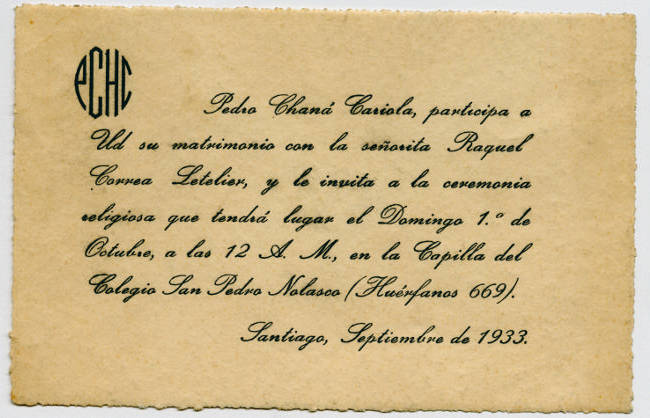 PCHC
Pedro Chaná Cariola, participa a
Ud su matrimonio con la señorita Raquel
Correa Letelier, y le invita a la ceremonia
religiosa que tendrá lugar el Domingo 1.º de
Octubre, a las 12 A. M., en la Capilla del
Colegio San Pedro Nolasco (Huérfanos 669).
Santiago, Septiembre de 1933.